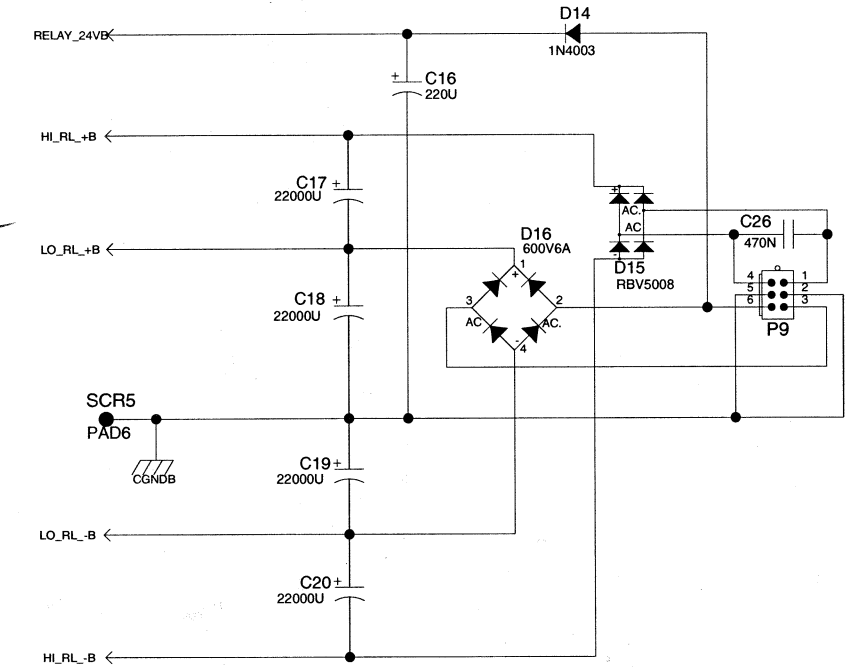 D14
RELAY_24VB
1N4003
+
C16
220U
HI_RL_+B
C17 +
22000U
+
AC.
AC
-
D15
RBV5008
C26
470N
LO_RL_+B
D16
600V6A
1
+
C18 +
22000U
3
2
AC
AC.
-
4
4 1
5 2
6 3
P9
SCR5
PAD6
CGNDB
C19 +
22000U
LO_RL_-B
C20 +
22000U
HI_RL_-B